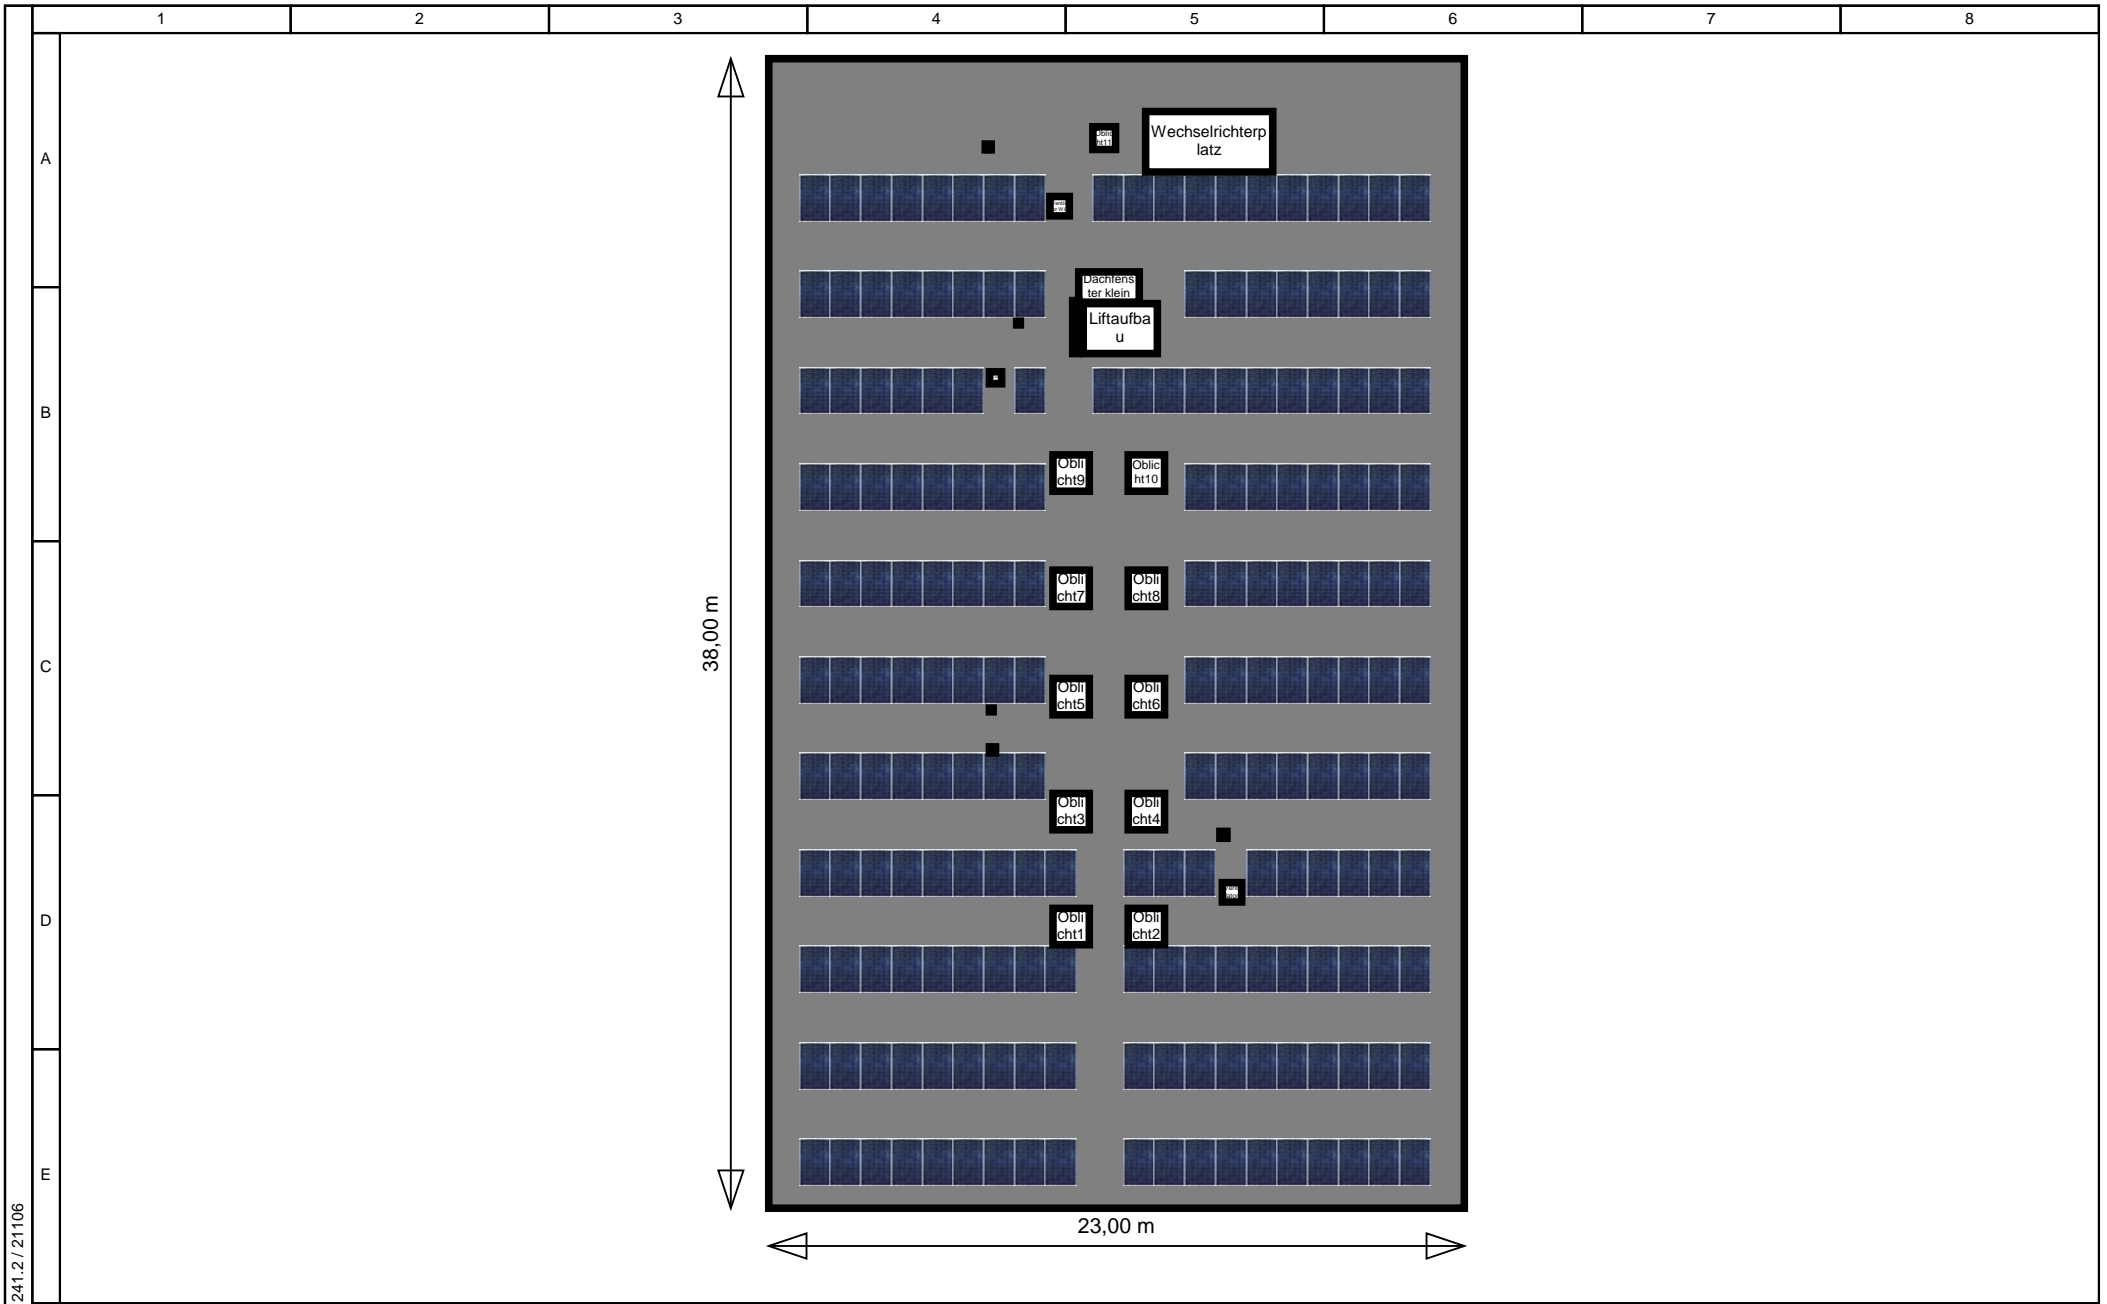 1 2 3 4 5 6 7 8
A
B
C
D
E
Wechselrichterp
latz
Oblic
ht11
Dachfens
ter klein
Liftaufba
u
Obli
cht9
Oblic
ht10
Obli
cht7
Obli
cht8
Obli
cht5
Obli
cht6
Obli
cht3
Obli
cht4
Obli
cht1
Obli
cht2
38,00 m
23,00 m
241.2 / 21106